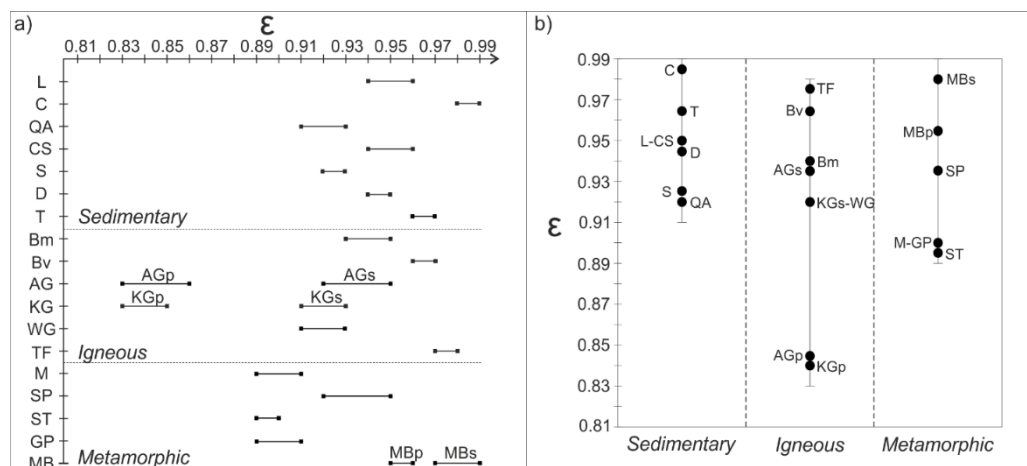 a)
ε
0.81 0.83 0.85 0.87 0.89 0.91 0.93 0.95 0.97 0.99
L
C
QA
CS
S
D
T
Sedimentary
Bm
Bv
AG AGp AGs
KG KGp KGs
WG
TF
Igneous
M
SP
ST
GP
MB Metamorphic MBp MBs
b)
ε
0.99
0.97
0.95
0.93
0.91
0.89
0.87
0.85
0.83
0.81
C
T
L-CS
D
S
QA
TF
Bv
Bm
AGs
KGs-WG
AGp
KGp
MBs
MBp
SP
M-GP
ST
Sedimentary Igneous Metamorphic